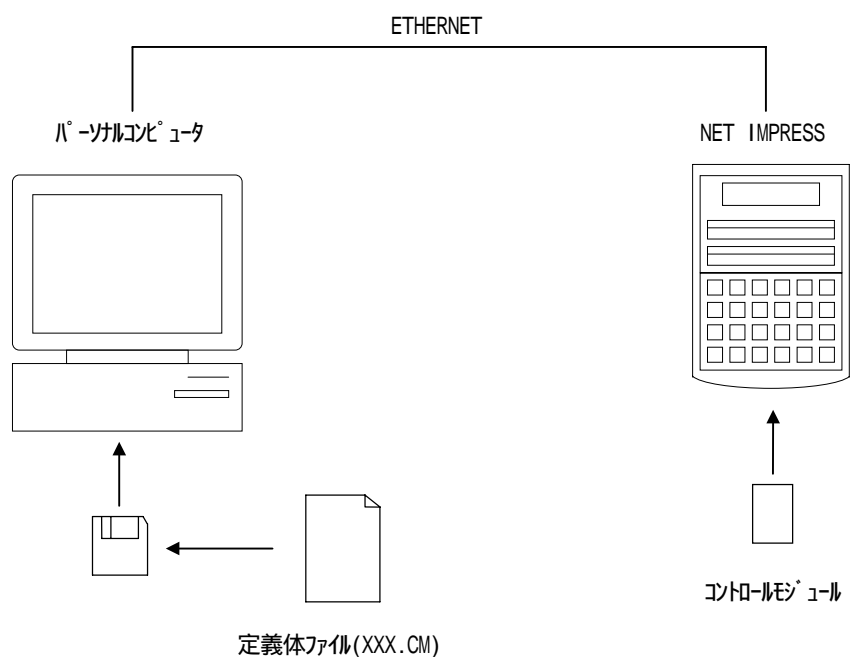 ETHERNET
ﾊﾟｰｿﾅﾙｺﾝﾋﾟｭｰﾀ
NET IMPRESS
ｺﾝﾄﾛｰﾙﾓｼﾞｭｰﾙ
定義体ﾌｧｲﾙ(XXX.CM)